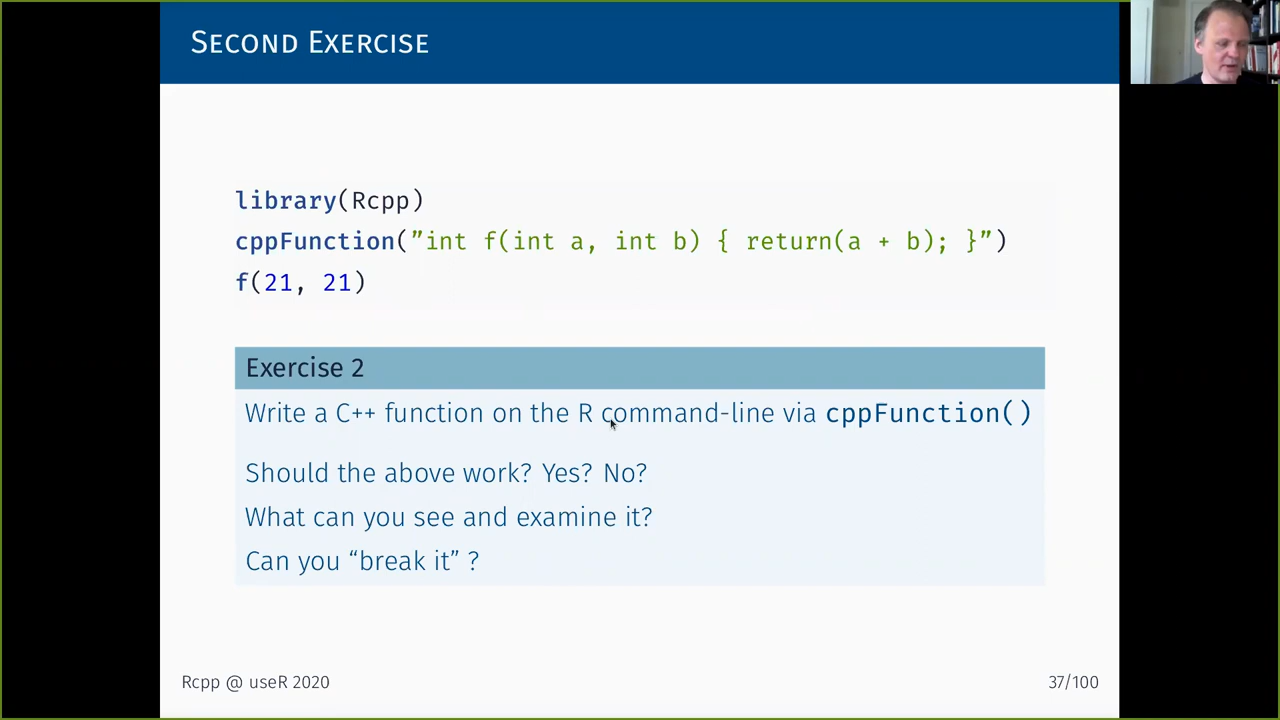 Second Exercise
library(Rcpp)
cppFunction(”int f(int a, int b) { return(a + b); }”)
f(21, 21)
Exercise 2
Write a C++ function on the R command-line via cppFunction()
Should the above work? Yes? No?
What can you see and examine it?
Can you “break it” ?
Rcpp @ useR 2020
37/100